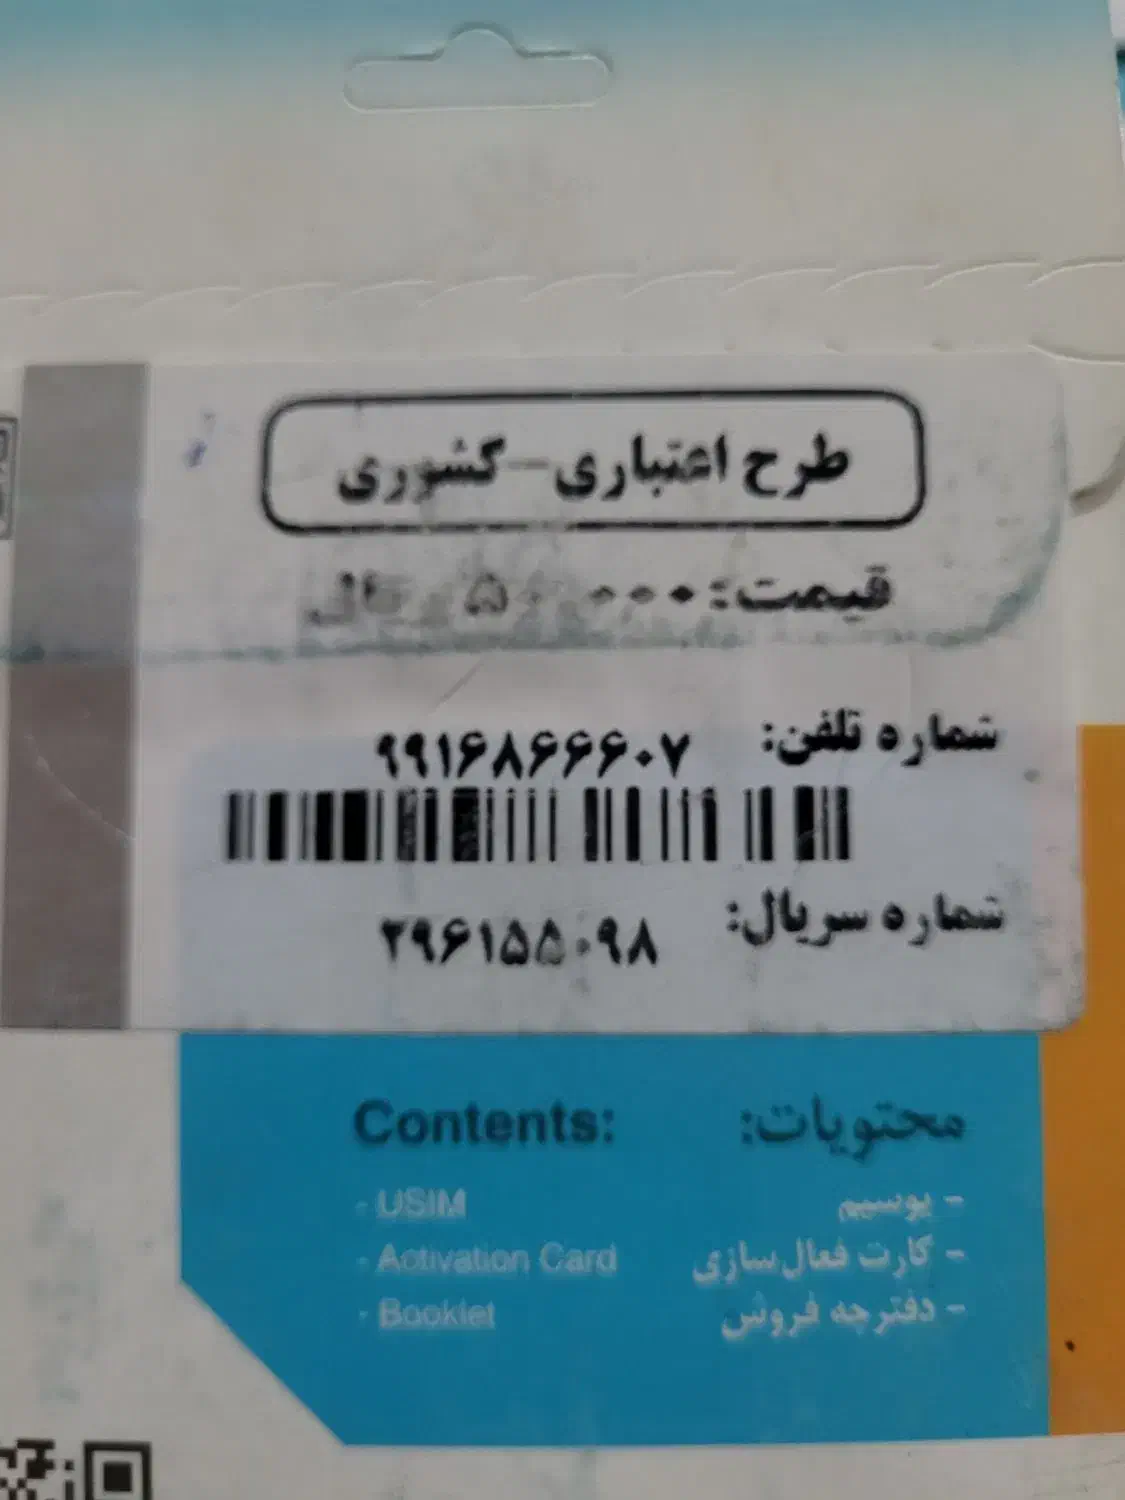 طرح اعتباری-کشوری
قیمت:
شماره تلفن: ۹۹۱۶۸۶۶۶۰۷
شماره سریال: ۲۹۶۱۵۵۰۹۸
محتویات: Contents:
- یوسیم - USIM
- کارت فعال‌سازی - Activation Card
- دفترچه فروش - Booklet